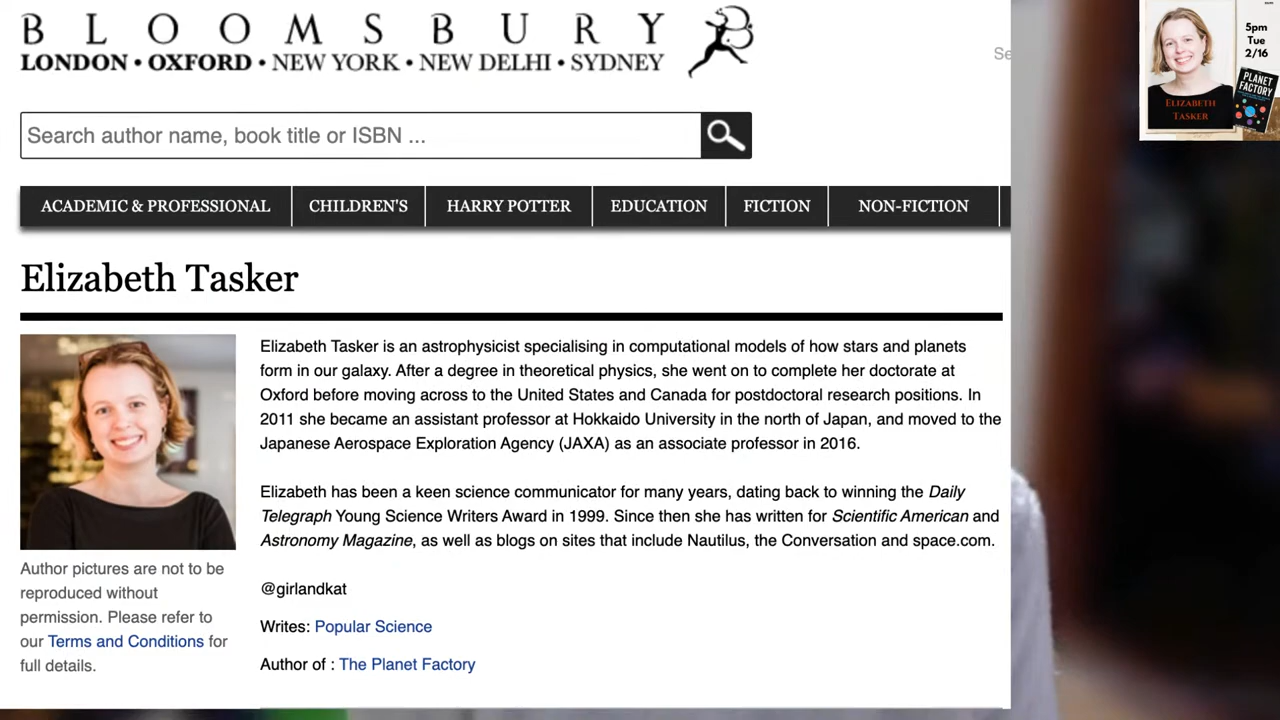 BLOOMSBURY
LONDON • OXFORD • NEW YORK • NEW DELHI • SYDNEY
Se
Search author name, book title or ISBN ...
ACADEMIC & PROFESSIONAL
CHILDREN'S
HARRY POTTER
EDUCATION
FICTION
NON-FICTION
Elizabeth Tasker
Elizabeth Tasker is an astrophysicist specialising in computational models of how stars and planets
form in our galaxy. After a degree in theoretical physics, she went on to complete her doctorate at
Oxford before moving across to the United States and Canada for postdoctoral research positions. In
2011 she became an assistant professor at Hokkaido University in the north of Japan, and moved to the
Japanese Aerospace Exploration Agency (JAXA) as an associate professor in 2016.
Elizabeth has been a keen science communicator for many years, dating back to winning the Daily
Telegraph Young Science Writers Award in 1999. Since then she has written for Scientific American and
Astronomy Magazine, as well as blogs on sites that include Nautilus, the Conversation and space.com.
@girlandkat
Writes: Popular Science
Author of : The Planet Factory
Author pictures are not to be
reproduced without
permission. Please refer to
our Terms and Conditions for
full details.
5pm
Tue
2/16
PLANET
FACTORY
ELIZABETH
TASKER